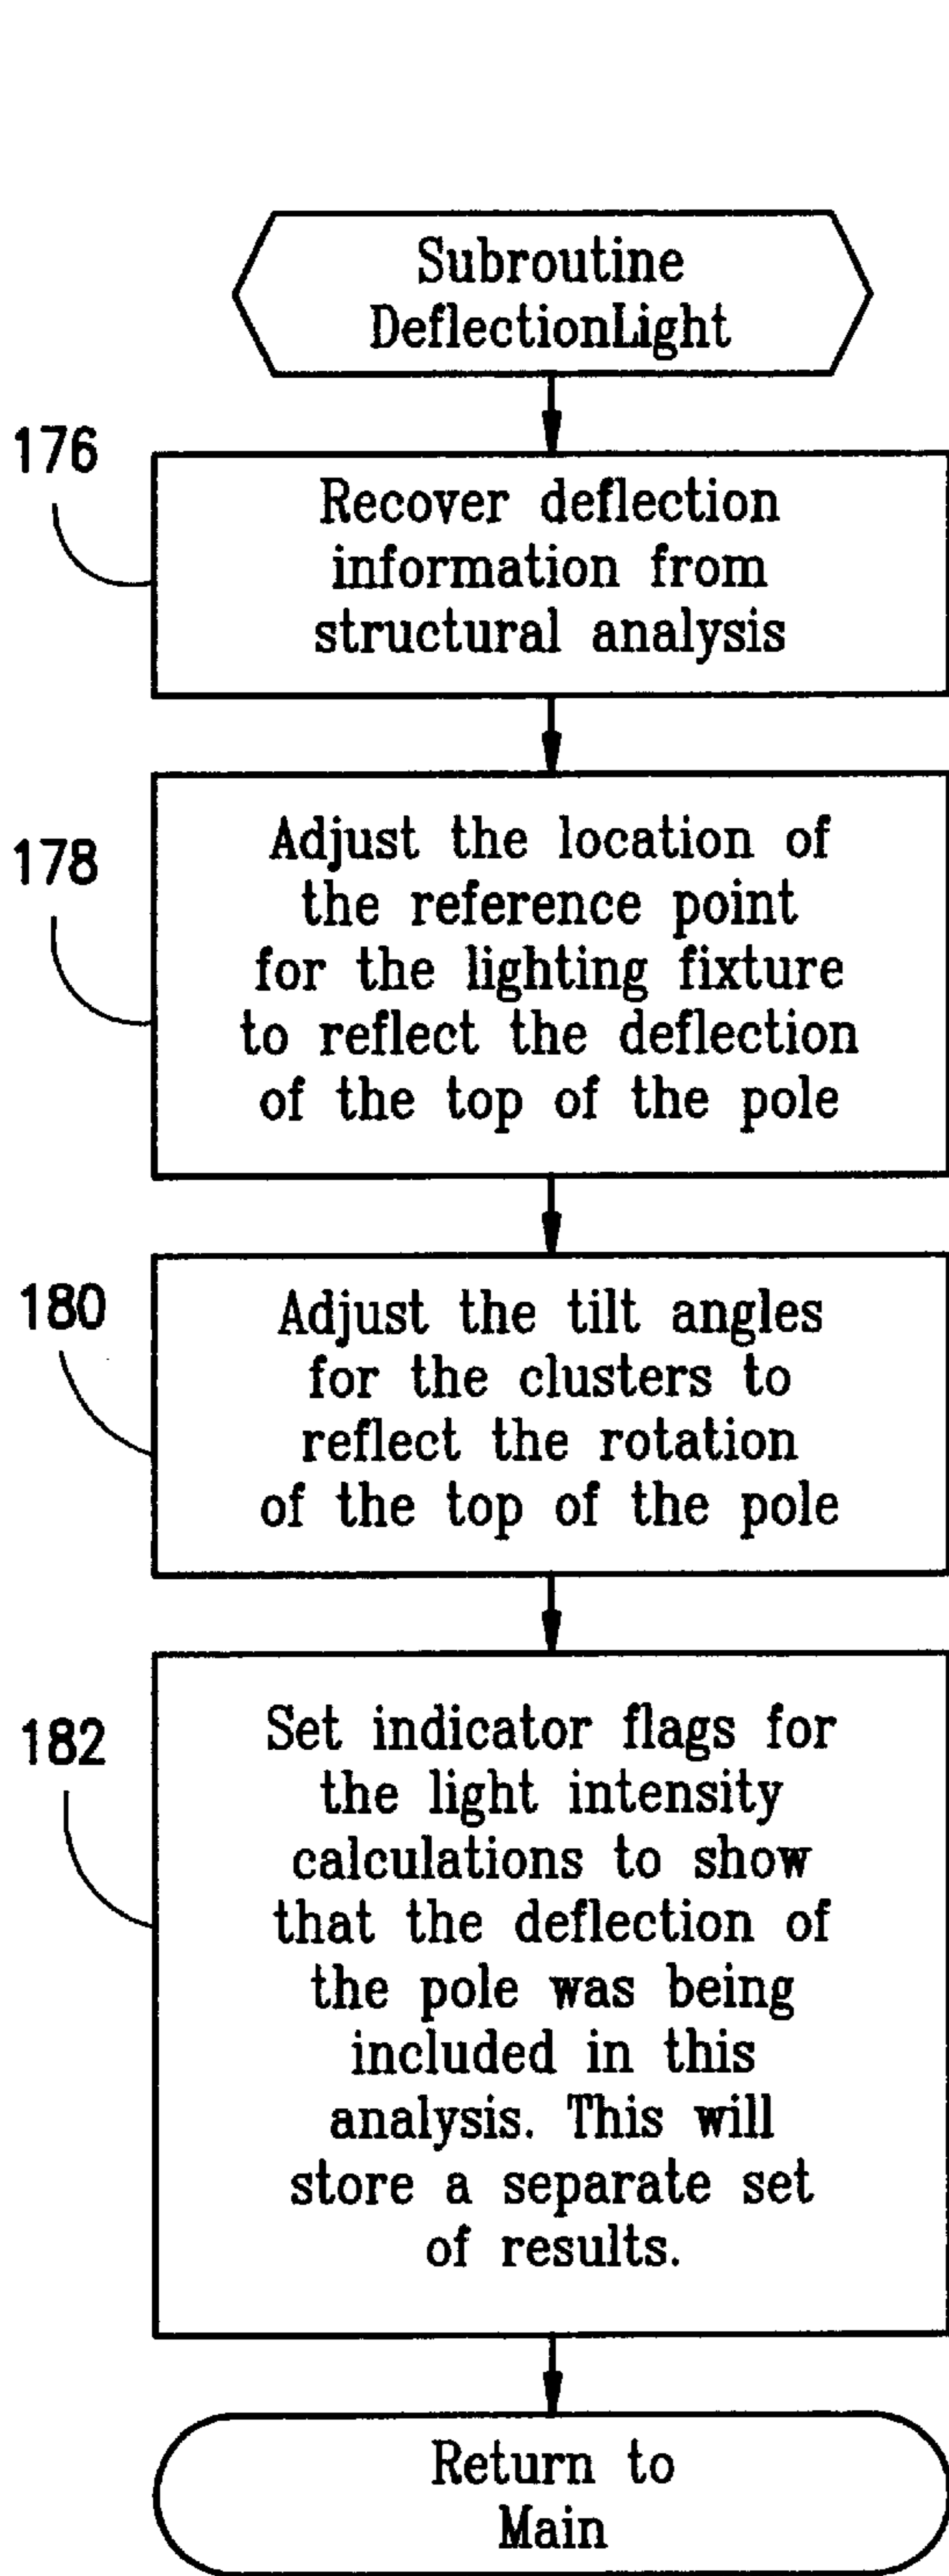 Subroutine
DeflectionLight
176
Recover deflection
information from
structural analysis
178
Adjust the location of
the reference point
for the lighting fixture
to reflect the deflection
of the top of the pole
180
Adjust the tilt angles
for the clusters to
reflect the rotation
of the top of the pole
182
Set indicator flags for
the light intensity
calculations to show
that the deflection of
the pole was being
included in this
analysis. This will
store a separate set
of results.
Return to
Main